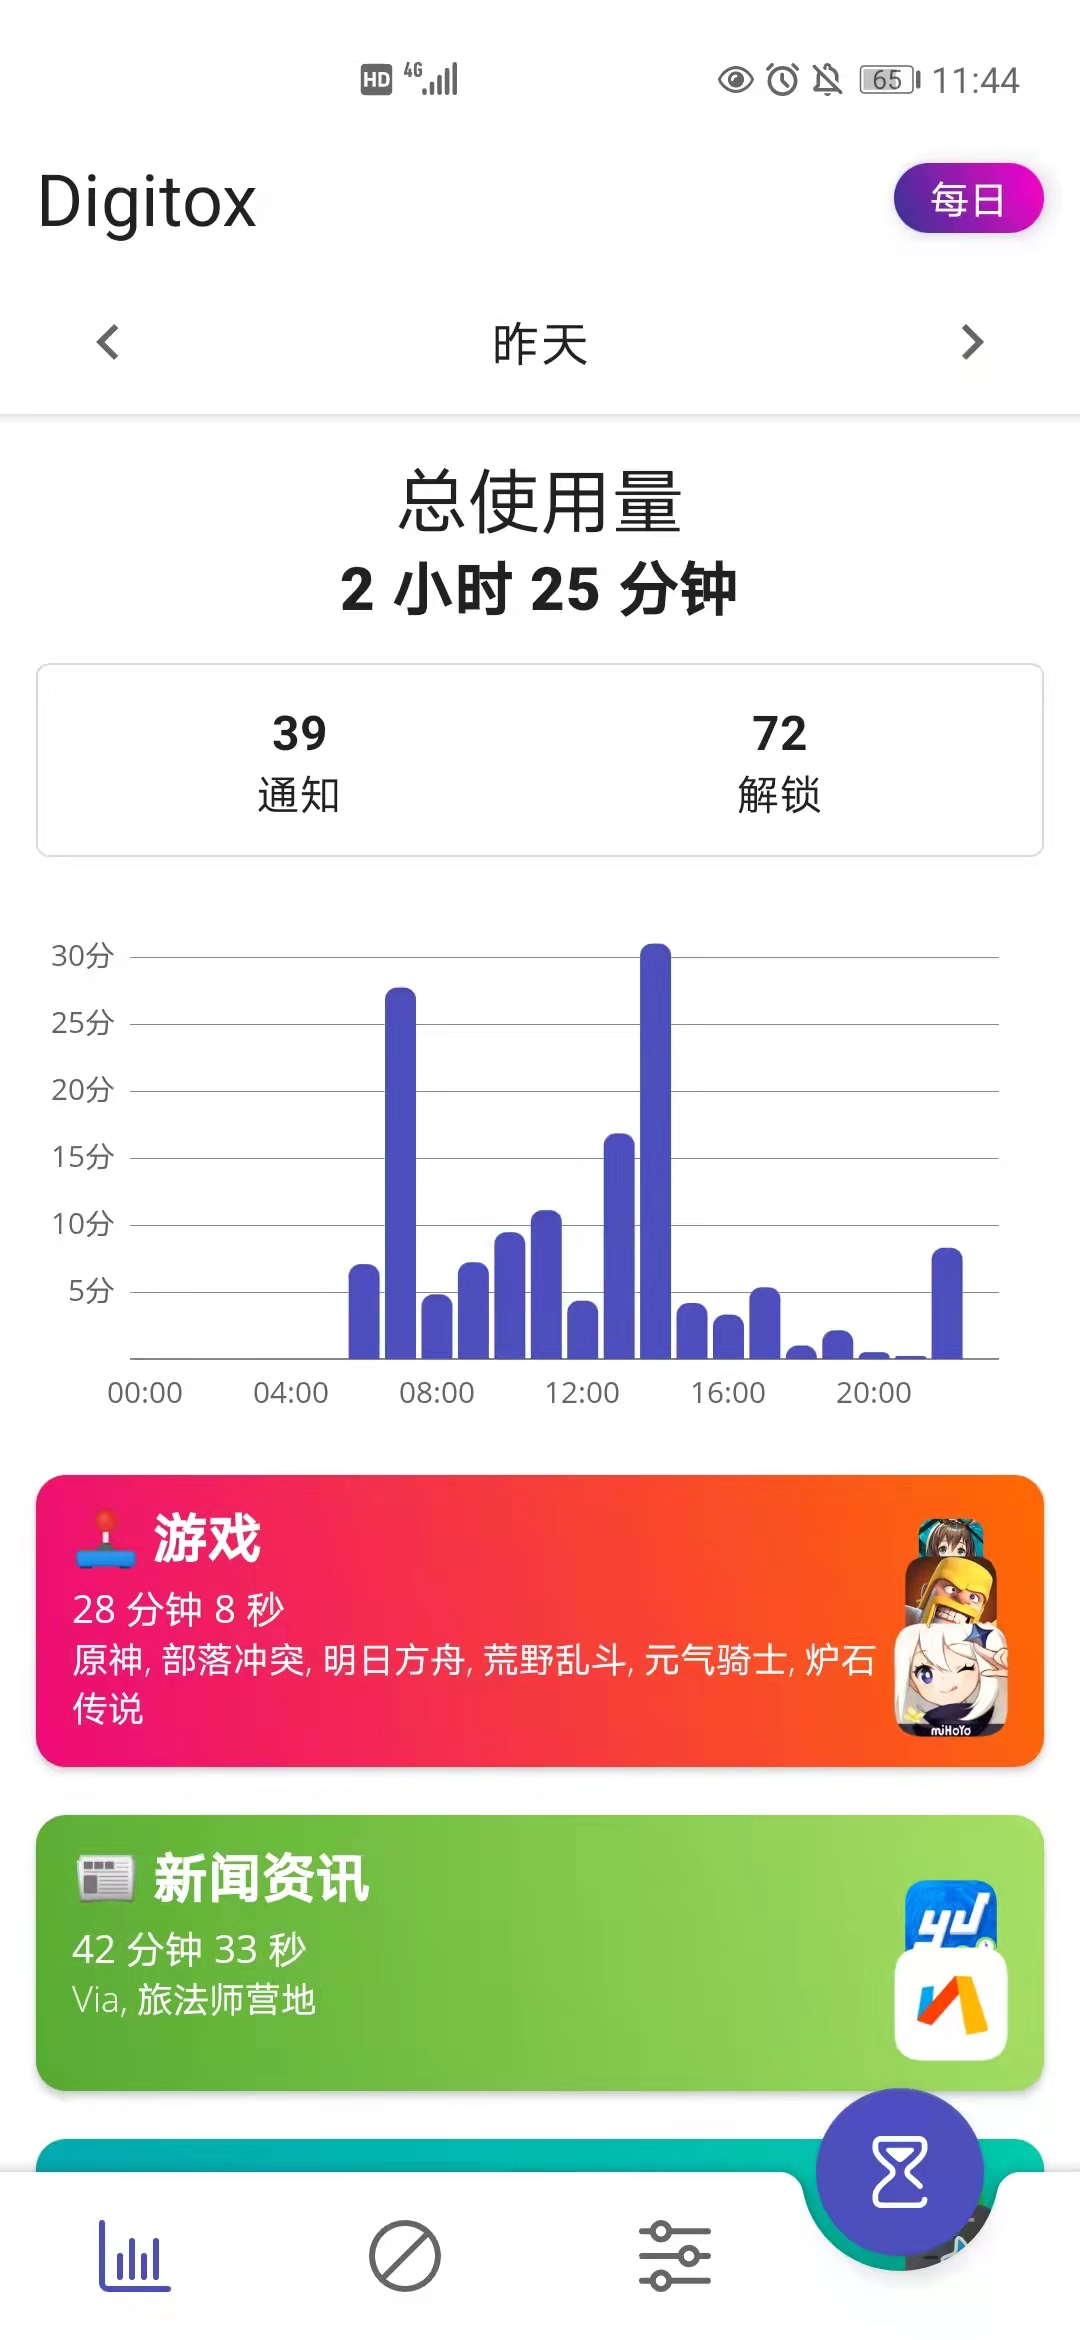 HD 4G 65 11:44
Digitox
每日
昨天
总使用量
2 小时 25 分钟
39
通知
72
解锁
30分
25分
20分
15分
10分
5分
00:00 04:00 08:00 12:00 16:00 20:00
游戏
28 分钟 8 秒
原神, 部落冲突, 明日方舟, 荒野乱斗, 元气骑士, 炉石
传说
miHoYo
新闻资讯
42 分钟 33 秒
Via, 旅法师营地